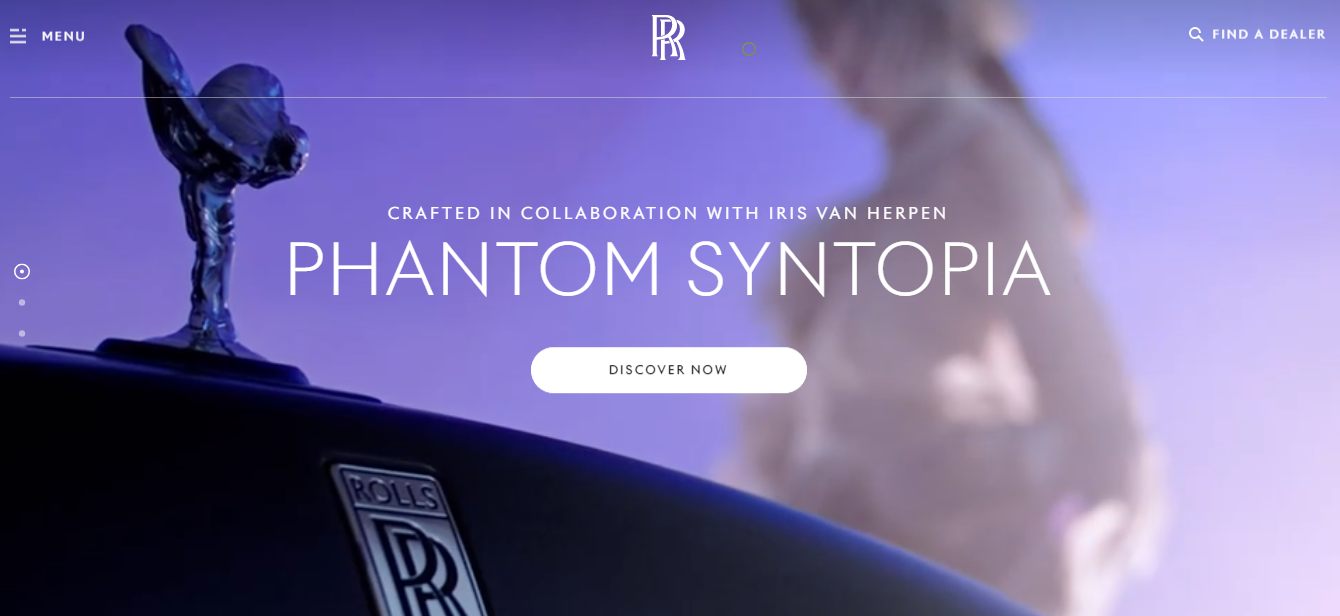 MENU
RR
FIND A DEALER
CRAFTED IN COLLABORATION WITH IRIS VAN HERPEN
PHANTOM SYNTOPIA
DISCOVER NOW
ROLLS
RR